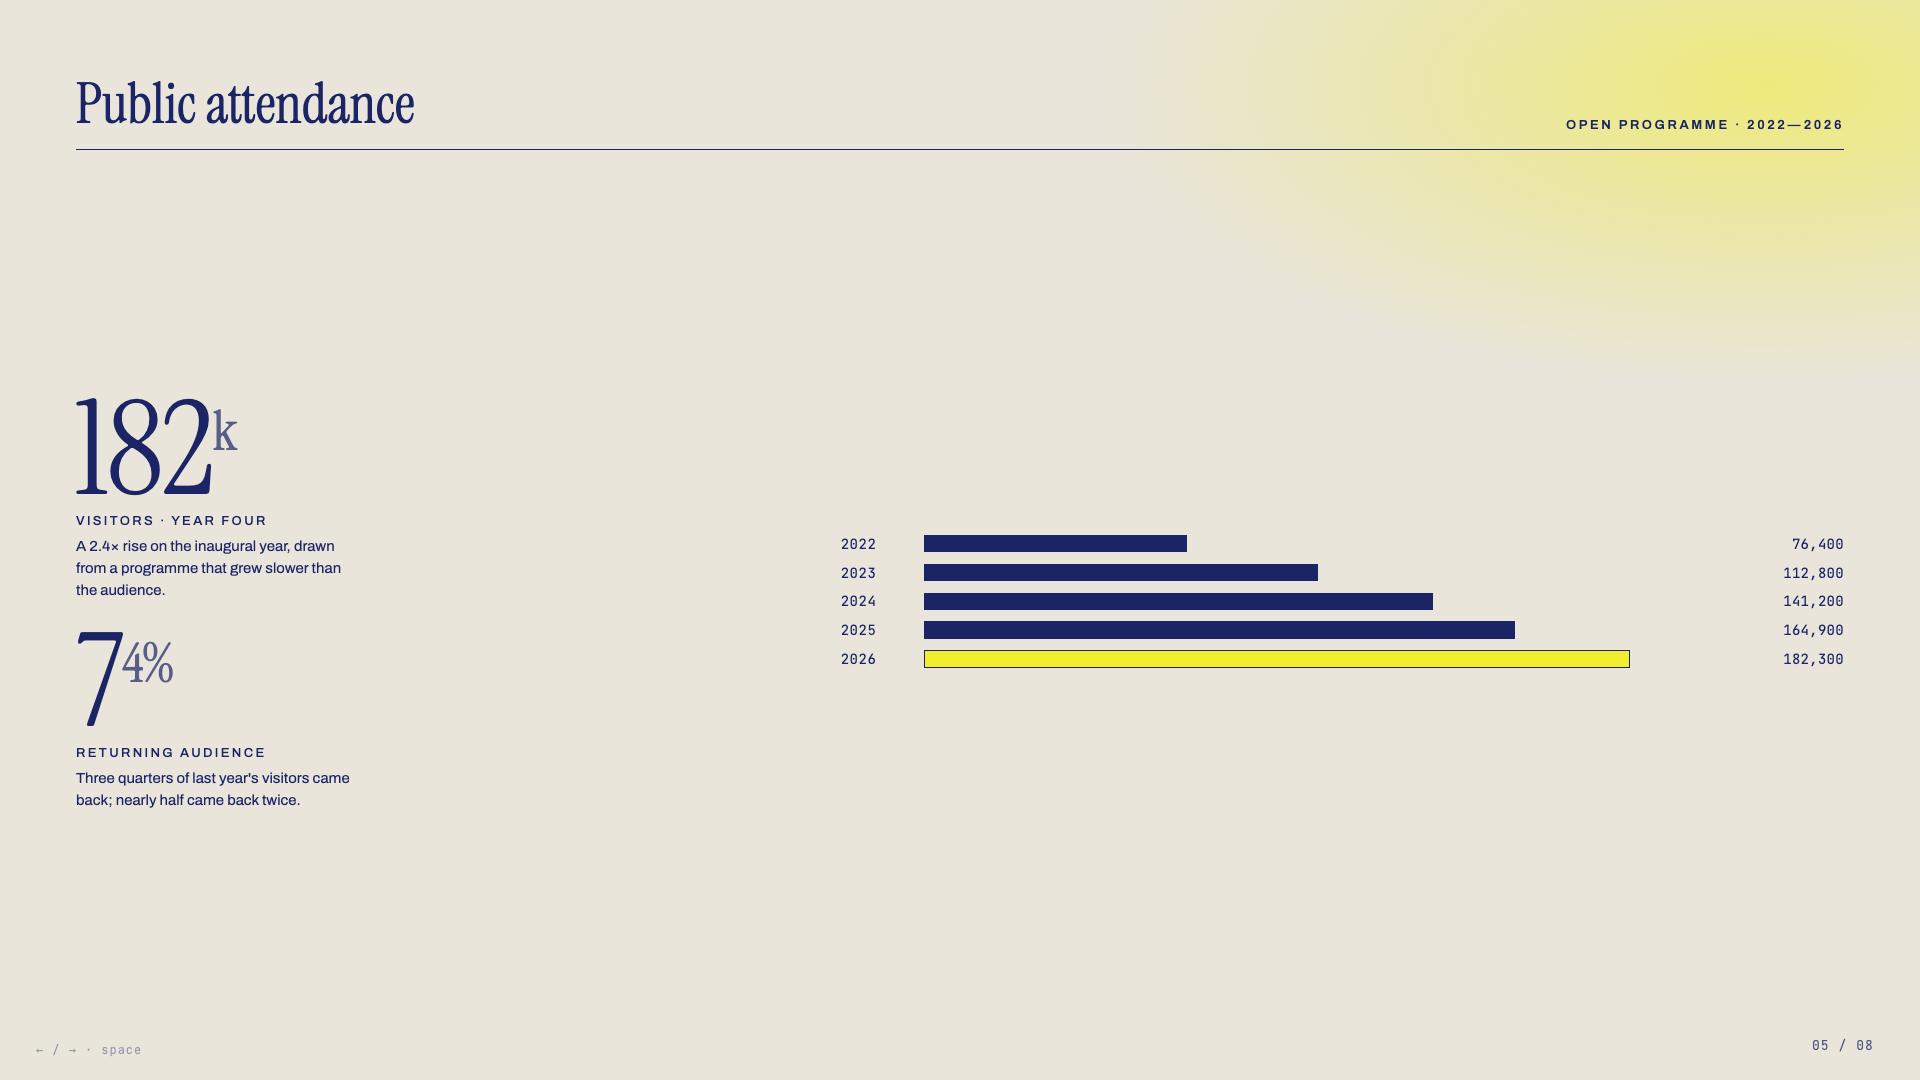 Public attendance
OPEN PROGRAMME · 2022—2026
182k
VISITORS · YEAR FOUR
A 2.4× rise on the inaugural year, drawn
from a programme that grew slower than
the audience.
74%
RETURNING AUDIENCE
Three quarters of last year's visitors came
back; nearly half came back twice.
2022 76,400
2023 112,800
2024 141,200
2025 164,900
2026 182,300
← / → · space
05 / 08